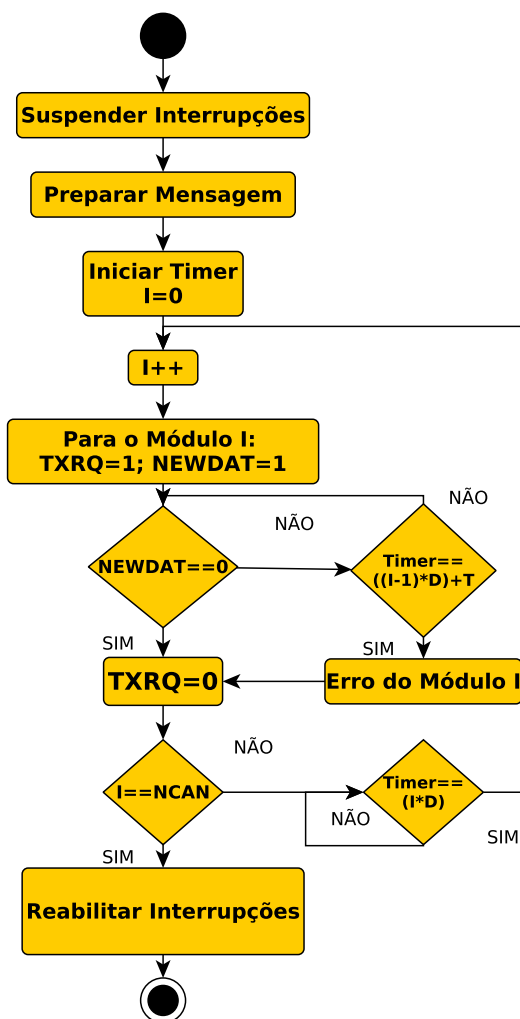 Suspender Interrupções
Preparar Mensagem
Iniciar Timer
I=0
I++
Para o Módulo I:
TXRQ=1; NEWDAT=1
NÃO
NÃO
NEWDAT==0
Timer==
((I-1)*D)+T
SIM
SIM
TXRQ=0
Erro do Módulo I
NÃO
I==NCAN
Timer==
(I*D)
NÃO
SIM
SIM
Reabilitar Interrupções